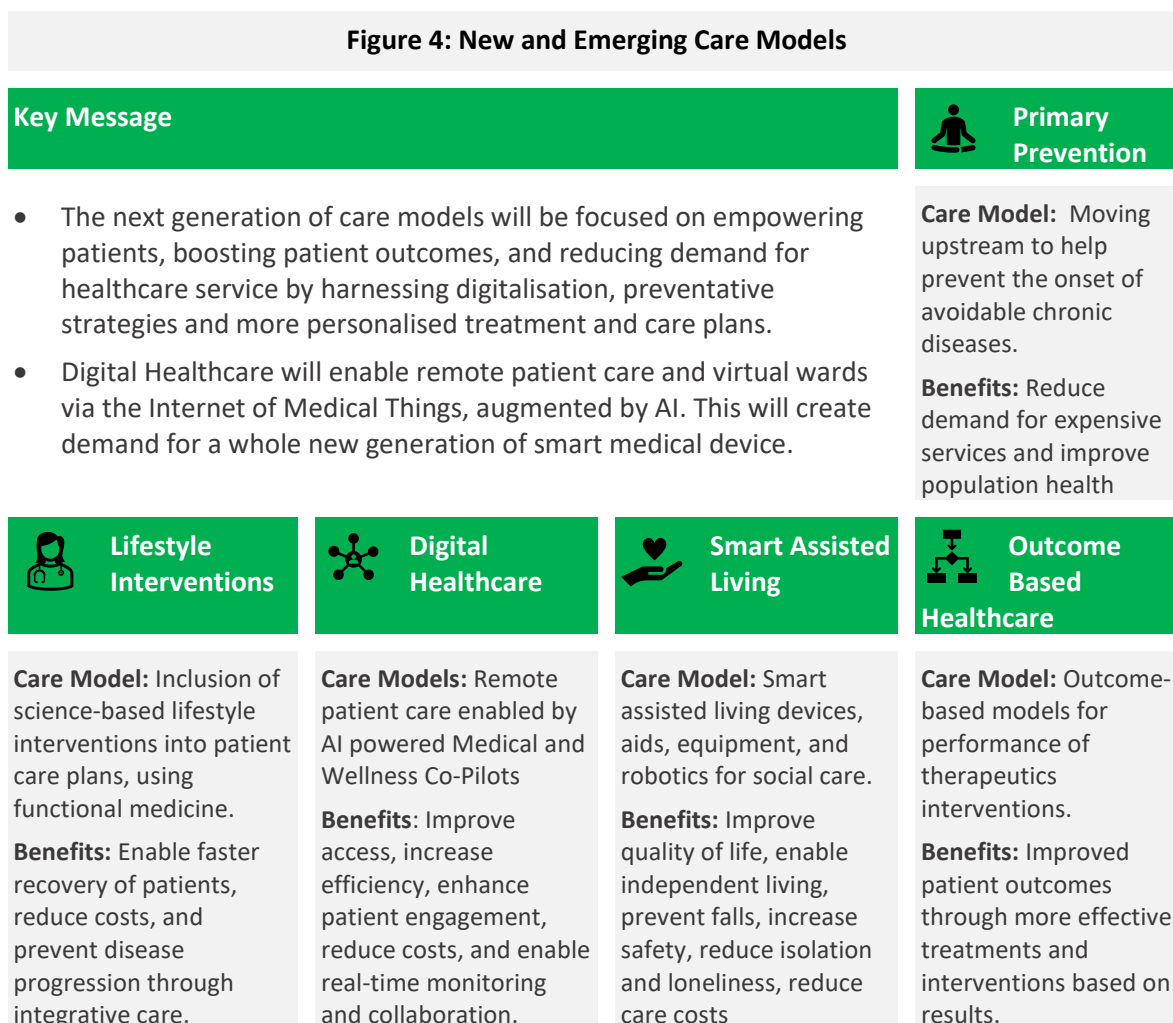 Figure 4: New and Emerging Care Models
Key Message
• The next generation of care models will be focused on empowering
patients, boosting patient outcomes, and reducing demand for
healthcare service by harnessing digitalisation, preventative
strategies and more personalised treatment and care plans.
• Digital Healthcare will enable remote patient care and virtual wards
via the Internet of Medical Things, augmented by AI. This will create
demand for a whole new generation of smart medical device.
Primary
Prevention
Care Model: Moving
upstream to help
prevent the onset of
avoidable chronic
diseases.
Benefits: Reduce
demand for expensive
services and improve
population health
Lifestyle
Interventions
Care Model: Inclusion of
science-based lifestyle
interventions into patient
care plans, using
functional medicine.
Benefits: Enable faster
recovery of patients,
reduce costs, and
prevent disease
progression through
integrative care.
Digital
Healthcare
Care Models: Remote
patient care enabled by
AI powered Medical and
Wellness Co-Pilots
Benefits: Improve
access, increase
efficiency, enhance
patient engagement,
reduce costs, and enable
real-time monitoring
and collaboration.
Smart Assisted
Living
Care Model: Smart
assisted living devices,
aids, equipment, and
robotics for social care.
Benefits: Improve
quality of life, enable
independent living,
prevent falls, increase
safety, reduce isolation
and loneliness, reduce
care costs
Outcome
Based
Healthcare
Care Model: Outcome-
based models for
performance of
therapeutics
interventions.
Benefits: Improved
patient outcomes
through more effective
treatments and
interventions based on
results.